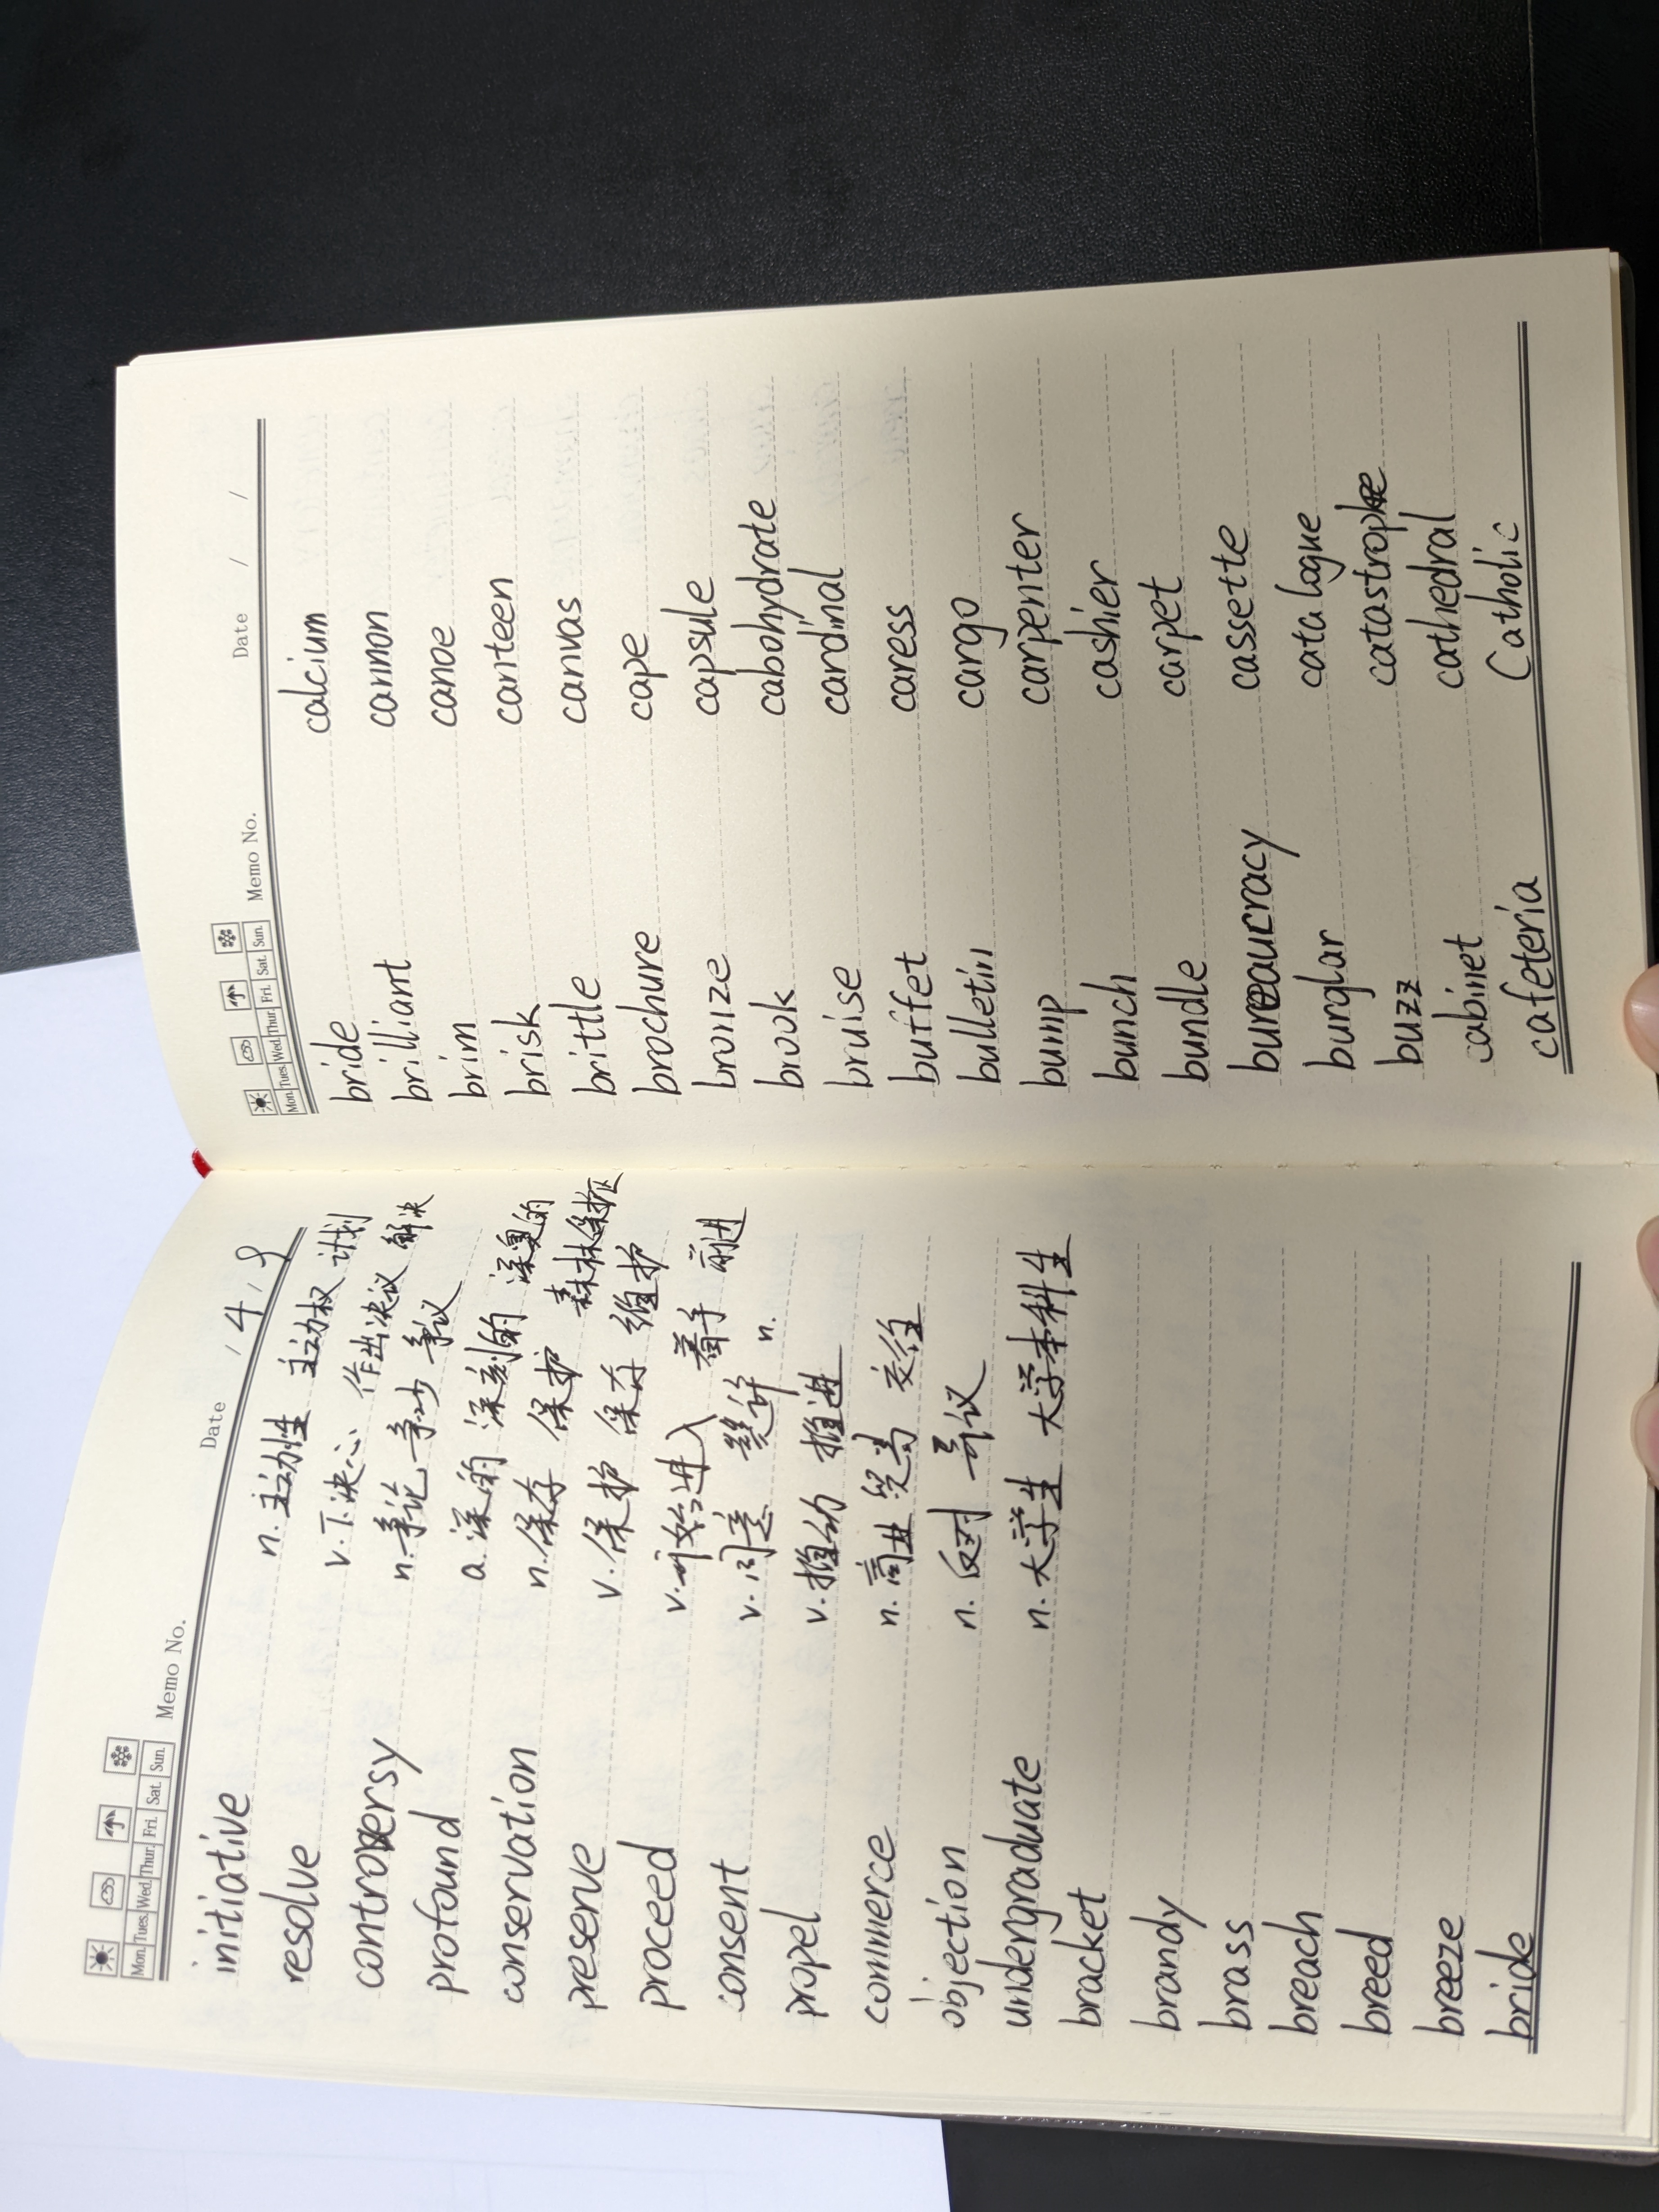 Mon. Tues. Wed. Thur. Fri. Sat. Sun. Memo No. Date / 4 / 9
initiative n. 主动性 主动权 计划
resolve v. 下决心 作出决议 解决
controversy n. 争论 争吵 争议
profound a. 深的 深刻的 深奥的
conservation n. 保存 保护 森林保护区
preserve v. 保护 保存 维护
proceed v. 开始进入 着手 前进
consent v. 同意 赞许 n.
propel v. 推动 推进
commerce n. 商业 贸易 交往
objection n. 反对 异议
undergraduate n. 大学生 大学本科生
bracket
brandy
brass
breach
breed
breeze
bride
Mon. Tues. Wed. Thur. Fri. Sat. Sun. Memo No. Date / /
bride calcium
brilliant cannon
brim canoe
brisk canteen
brittle canvas
brochure cape
bronze capsule
brook cabohydrate
bruise cardinal
buffet caress
bulletin cargo
bump carpenter
bunch cashier
bundle carpet
bureaucracy cassette
burglar catalogue
buzz catastrophe
cabinet cathedral
cafeteria Catholic